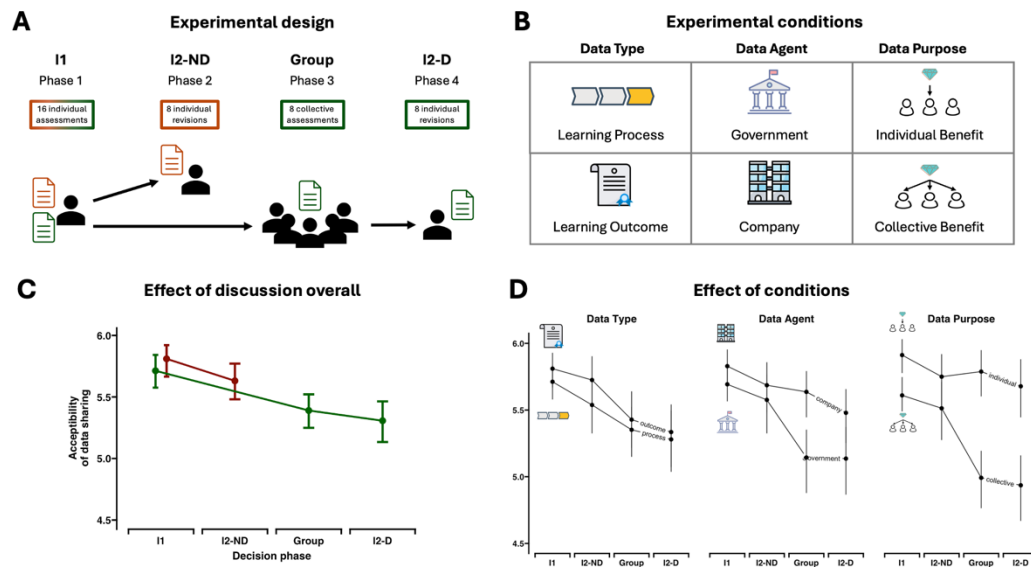 A
Experimental design
I1
I2-ND
Group
I2-D
Phase 1
Phase 2
Phase 3
Phase 4
16 individual
assessments
8 individual
revisions
8 collective
assessments
8 individual
revisions
B
Experimental conditions
Data Type
Data Agent
Data Purpose
Learning Process
Government
Individual Benefit
Learning Outcome
Company
Collective Benefit
C
Effect of discussion overall
Acceptibility
of data sharing
6.0
5.5
5.0
4.5
I1
I2-ND
Group
I2-D
Decision phase
D
Effect of conditions
Data Type
Data Agent
Data Purpose
6.0
5.5
5.0
4.5
outcome
process
company
government
individual
collective
I1
I2-ND
Group
I2-D
I1
I2-ND
Group
I2-D
I1
I2-ND
Group
I2-D